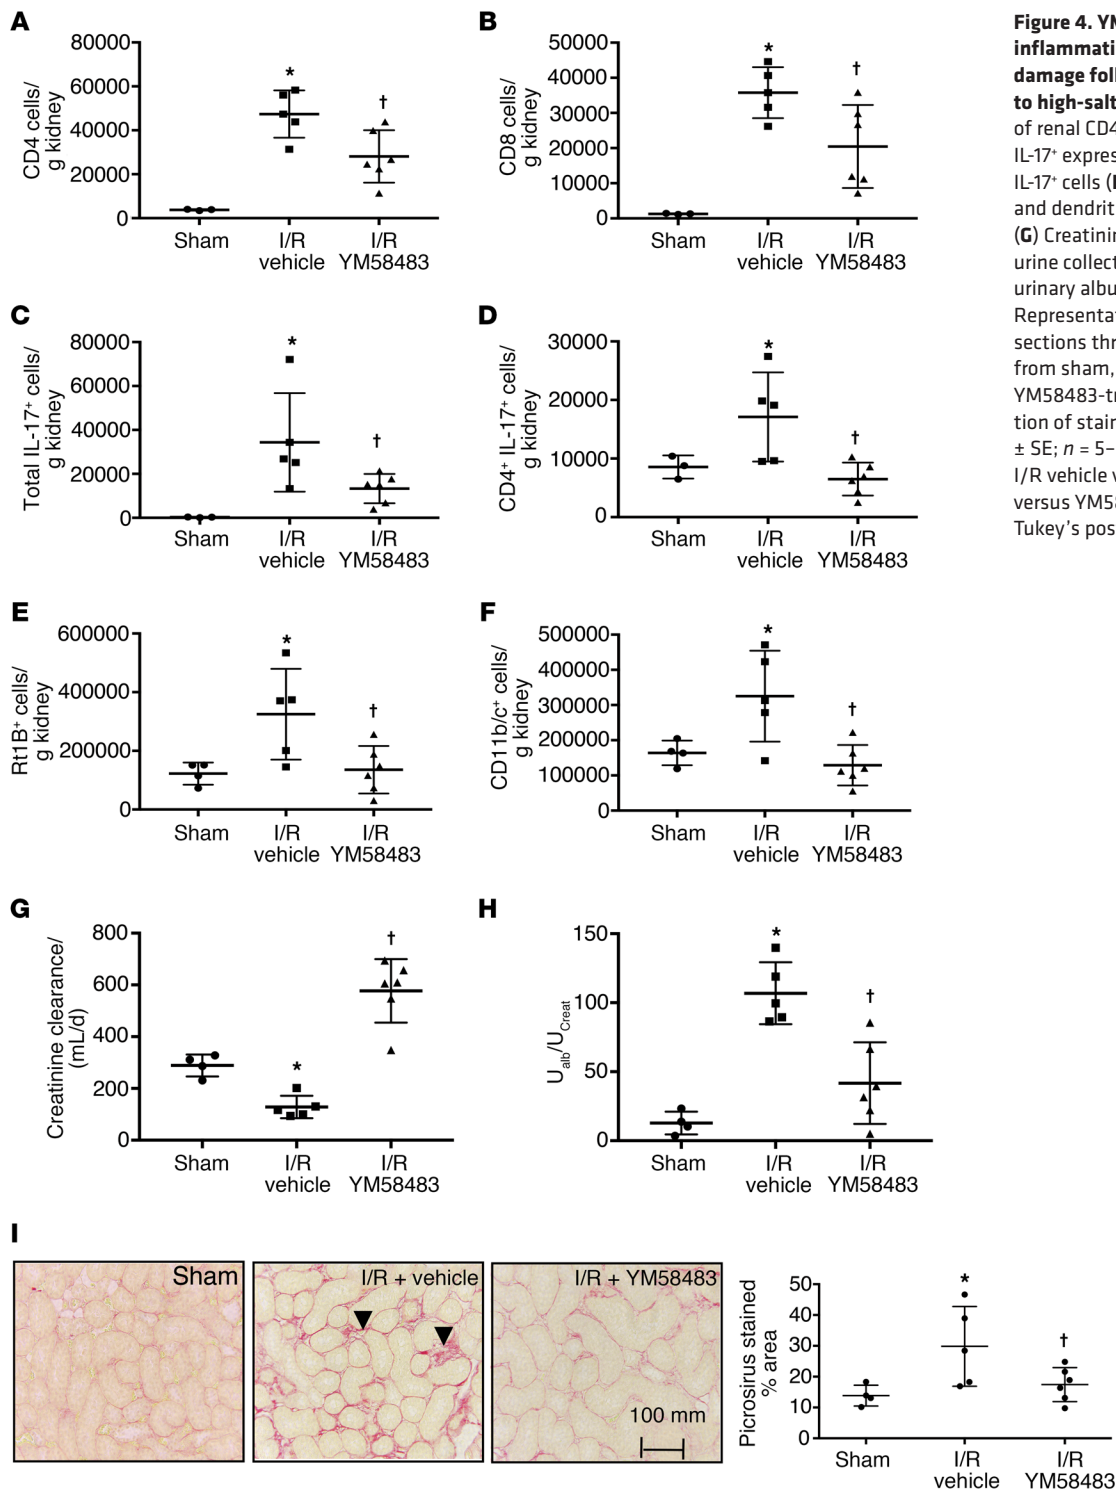 A
80000
60000
40000
20000
0
CD4 cells/
g kidney
*
†
Sham
I/R
vehicle
I/R
YM58483
B
50000
40000
30000
20000
10000
0
CD8 cells/
g kidney
*
†
Sham
I/R
vehicle
I/R
YM58483
C
80000
60000
40000
20000
0
Total IL-17+ cells/
g kidney
*
†
Sham
I/R
vehicle
I/R
YM58483
D
30000
20000
10000
0
CD4+ IL-17+ cells/
g kidney
*
†
Sham
I/R
vehicle
I/R
YM58483
E
600000
400000
200000
0
Rt1B+ cells/
g kidney
*
†
Sham
I/R
vehicle
I/R
YM58483
F
500000
400000
300000
200000
100000
0
CD11b/c+ cells/
g kidney
*
†
Sham
I/R
vehicle
I/R
YM58483
G
800
600
400
200
0
Creatinine clearance/
(mL/d)
*
†
Sham
I/R
vehicle
I/R
YM58483
H
150
100
50
0
Ualb/UCreat
*
†
Sham
I/R
vehicle
I/R
YM58483
I
Sham
I/R + vehicle
I/R + YM58483
100 mm
50
40
30
20
10
0
Picrosirus stained
% area
*
†
Sham
I/R
vehicle
I/R
YM58483
Figure 4. YM
inflammati
damage foll
to high-salt
of renal CD4
IL-17+ expres
IL-17+ cells (
and dendrit
(G) Creatinin
urine collect
urinary albu
Representat
sections thr
from sham,
YM58483-tr
tion of stain
± SE; n = 5–
I/R vehicle v
versus YM58
Tukey's pos